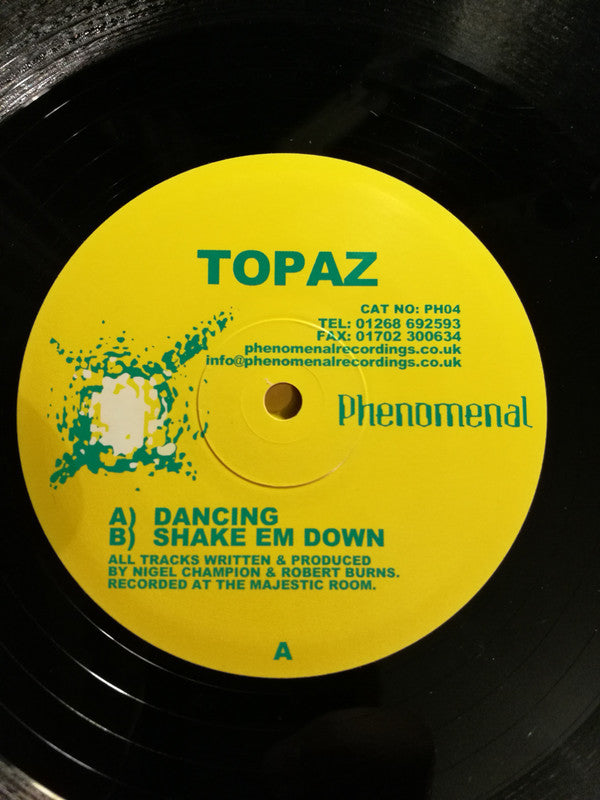 TOPAZ
CAT NO: PH04
TEL: 01268 692593
FAX: 01702 300634
phenomenalrecordings.co.uk
info@phenomenalrecordings.co.uk
Phenomenal
A) DANCING
B) SHAKE EM DOWN
ALL TRACKS WRITTEN & PRODUCED
BY NIGEL CHAMPION & ROBERT BURNS.
RECORDED AT THE MAJESTIC ROOM.
A